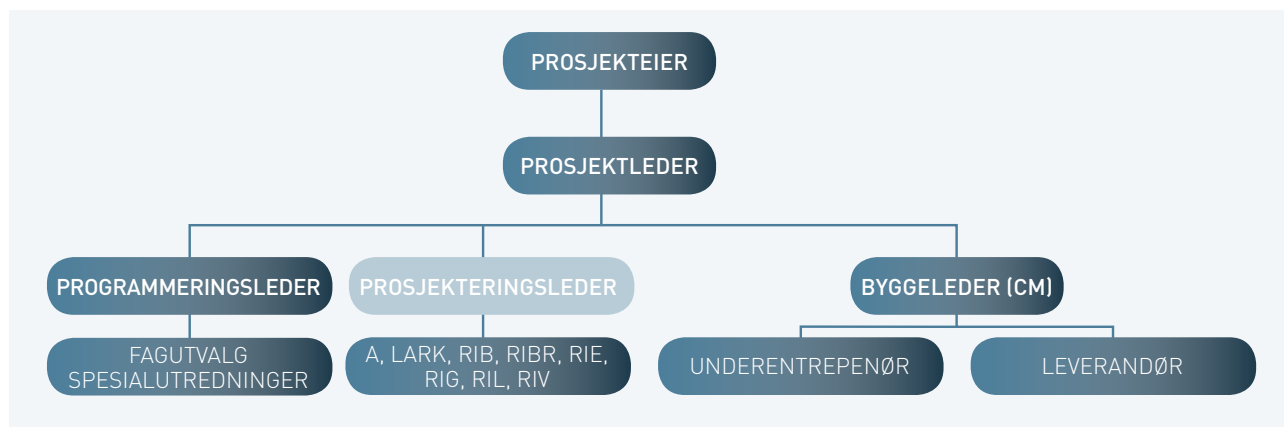 PROSJEKTEIER
PROSJEKTLEDER
PROGRAMMERINGSLEDER
PROSJEKTERINGSLEDER
BYGGELEDER (CM)
FAGUTVALG
SPESIALUTREDNINGER
A, LARK, RIB, RIBR, RIE,
RIG, RIL, RIV
UNDERENTREPENØR
LEVERANDØR